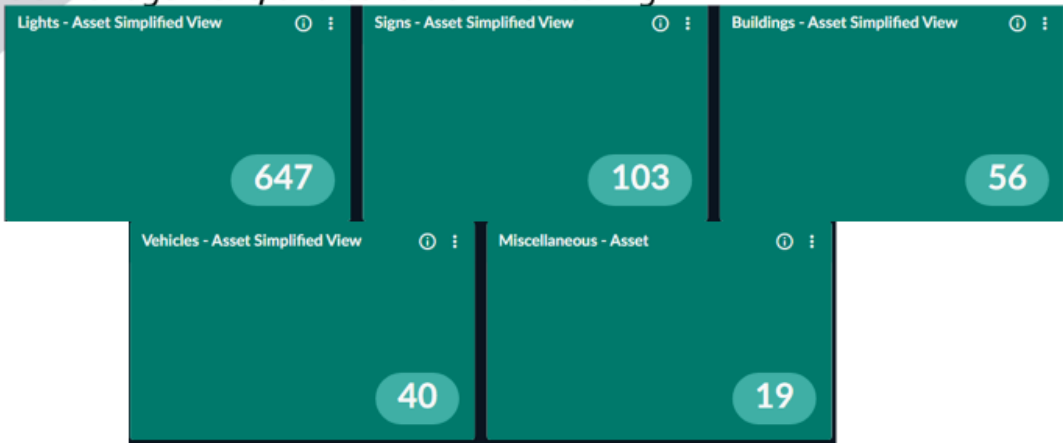 Lights - Asset Simplified View
Signs - Asset Simplified View
Buildings - Asset Simplified View
647
103
56
Vehicles - Asset Simplified View
Miscellaneous - Asset
40
19